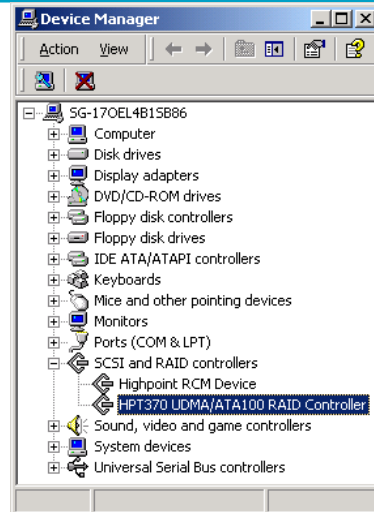 Device Manager
Action View
SG-17OEL4B15B86
Computer
Disk drives
Display adapters
DVD/CD-ROM drives
Floppy disk controllers
Floppy disk drives
IDE ATA/ATAPI controllers
Keyboards
Mice and other pointing devices
Monitors
Ports (COM & LPT)
SCSI and RAID controllers
Highpoint RCM Device
HPT370 UDMA/ATA100 RAID Controller
Sound, video and game controllers
System devices
Universal Serial Bus controllers